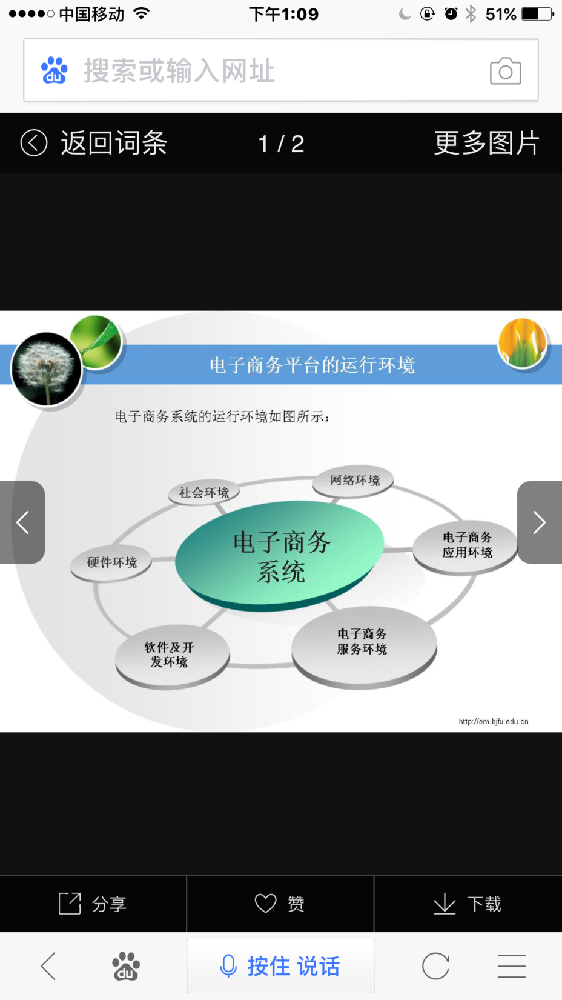 中国移动 下午1:09 51%
du 搜索或输入网址
返回词条 1 / 2 更多图片
电子商务平台的运行环境
电子商务系统的运行环境如图所示：
网络环境
社会环境
电子商务
系统
电子商务
应用环境
硬件环境
软件及开
发环境
电子商务
服务环境
http://em.bjfu.edu.cn
分享 赞 下载
du 按住 说话